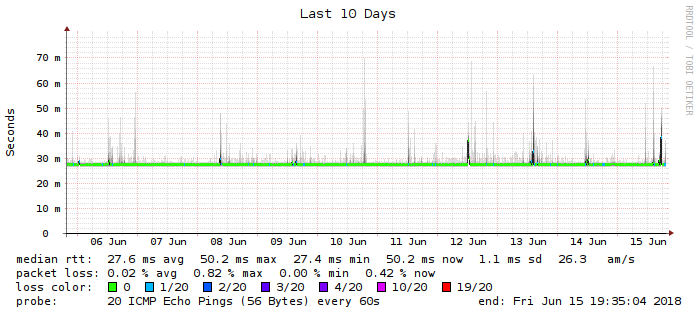 Last 10 Days
RRDTOOL / TOBI OETIKER
Seconds
70 m
60 m
50 m
40 m
30 m
20 m
10 m
0
06 Jun 07 Jun 08 Jun 09 Jun 10 Jun 11 Jun 12 Jun 13 Jun 14 Jun 15 Jun
median rtt: 27.6 ms avg 50.2 ms max 27.4 ms min 50.2 ms now 1.1 ms sd 26.3 am/s
packet loss: 0.02 % avg 0.82 % max 0.00 % min 0.42 % now
loss color: 0 1/20 2/20 3/20 4/20 10/20 19/20
probe: 20 ICMP Echo Pings (56 Bytes) every 60s end: Fri Jun 15 19:35:04 2018